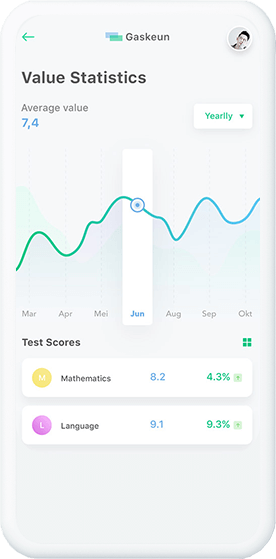 Gaskeun
Value Statistics
Average value
7,4
Yearlly
Mar Apr Mei Jun Aug Sep Okt
Test Scores
M Mathematics 8.2 4.3%
L Language 9.1 9.3%